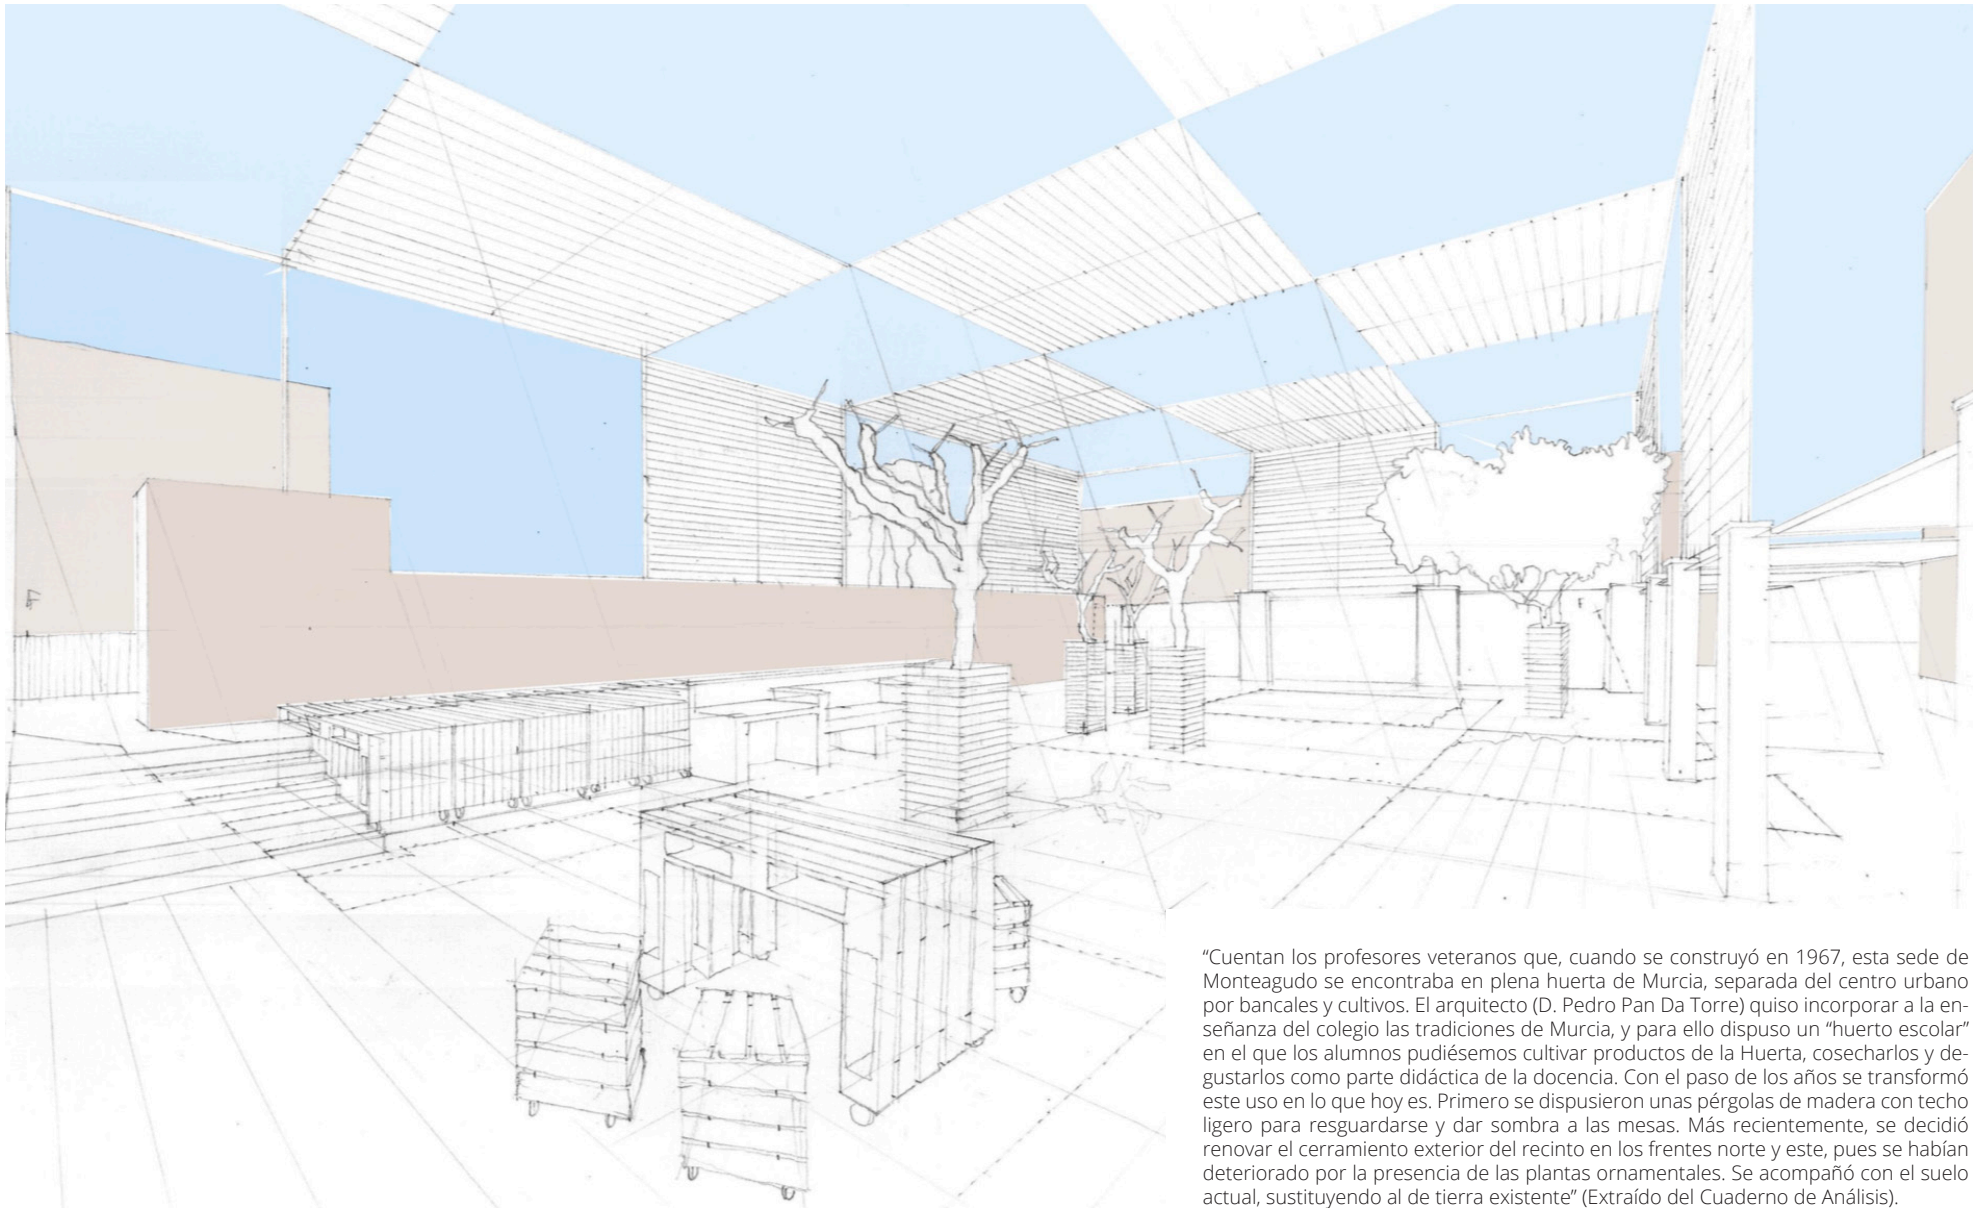 “Cuentan los profesores veteranos que, cuando se construyó en 1967, esta sede de
Monteagudo se encontraba en plena huerta de Murcia, separada del centro urbano
por bancales y cultivos. El arquitecto (D. Pedro Pan Da Torre) quiso incorporar a la en-
señanza del colegio las tradiciones de Murcia, y para ello dispuso un “huerto escolar”
en el que los alumnos pudiésemos cultivar productos de la Huerta, cosecharlos y de-
gustarlos como parte didáctica de la docencia. Con el paso de los años se transformó
este uso en lo que hoy es. Primero se dispusieron unas pérgolas de madera con techo
ligero para resguardarse y dar sombra a las mesas. Más recientemente, se decidió
renovar el cerramiento exterior del recinto en los frentes norte y este, pues se habían
deteriorado por la presencia de las plantas ornamentales. Se acompañó con el suelo
actual, sustituyendo al de tierra existente” (Extraído del Cuaderno de Análisis).